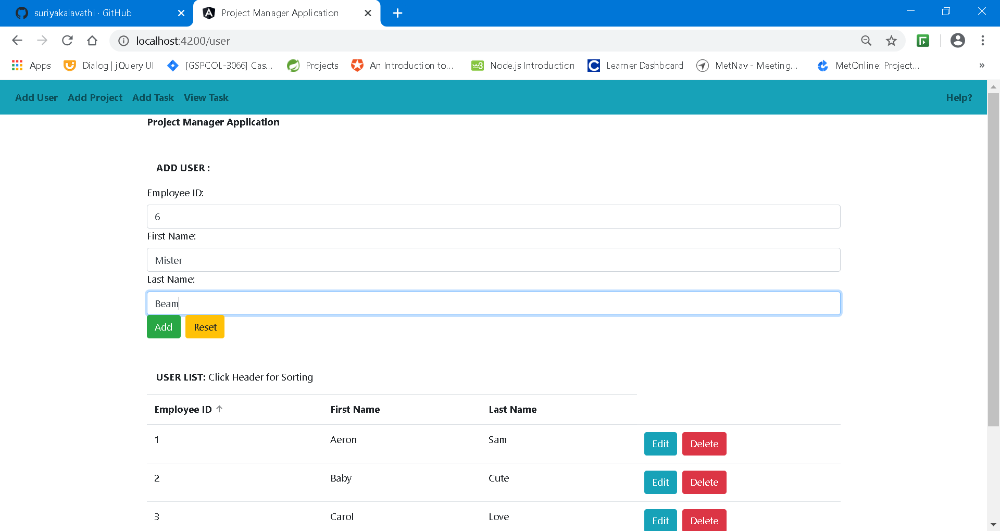 suriyakalavathi · GitHub
Project Manager Application
localhost:4200/user
Apps
Dialog | jQuery UI
[GSPCOL-3066] Cas...
Projects
An Introduction to...
Node.js Introduction
Learner Dashboard
MetNav - Meeting...
MetOnline: Project...
»
Add User Add Project Add Task View Task Help?
Project Manager Application
ADD USER :
Employee ID:
6
First Name:
Mister
Last Name:
Beam
Add Reset
USER LIST: Click Header for Sorting
Employee ID ↑ First Name Last Name
1 Aeron Sam Edit Delete
2 Baby Cute Edit Delete
3 Carol Love Edit Delete